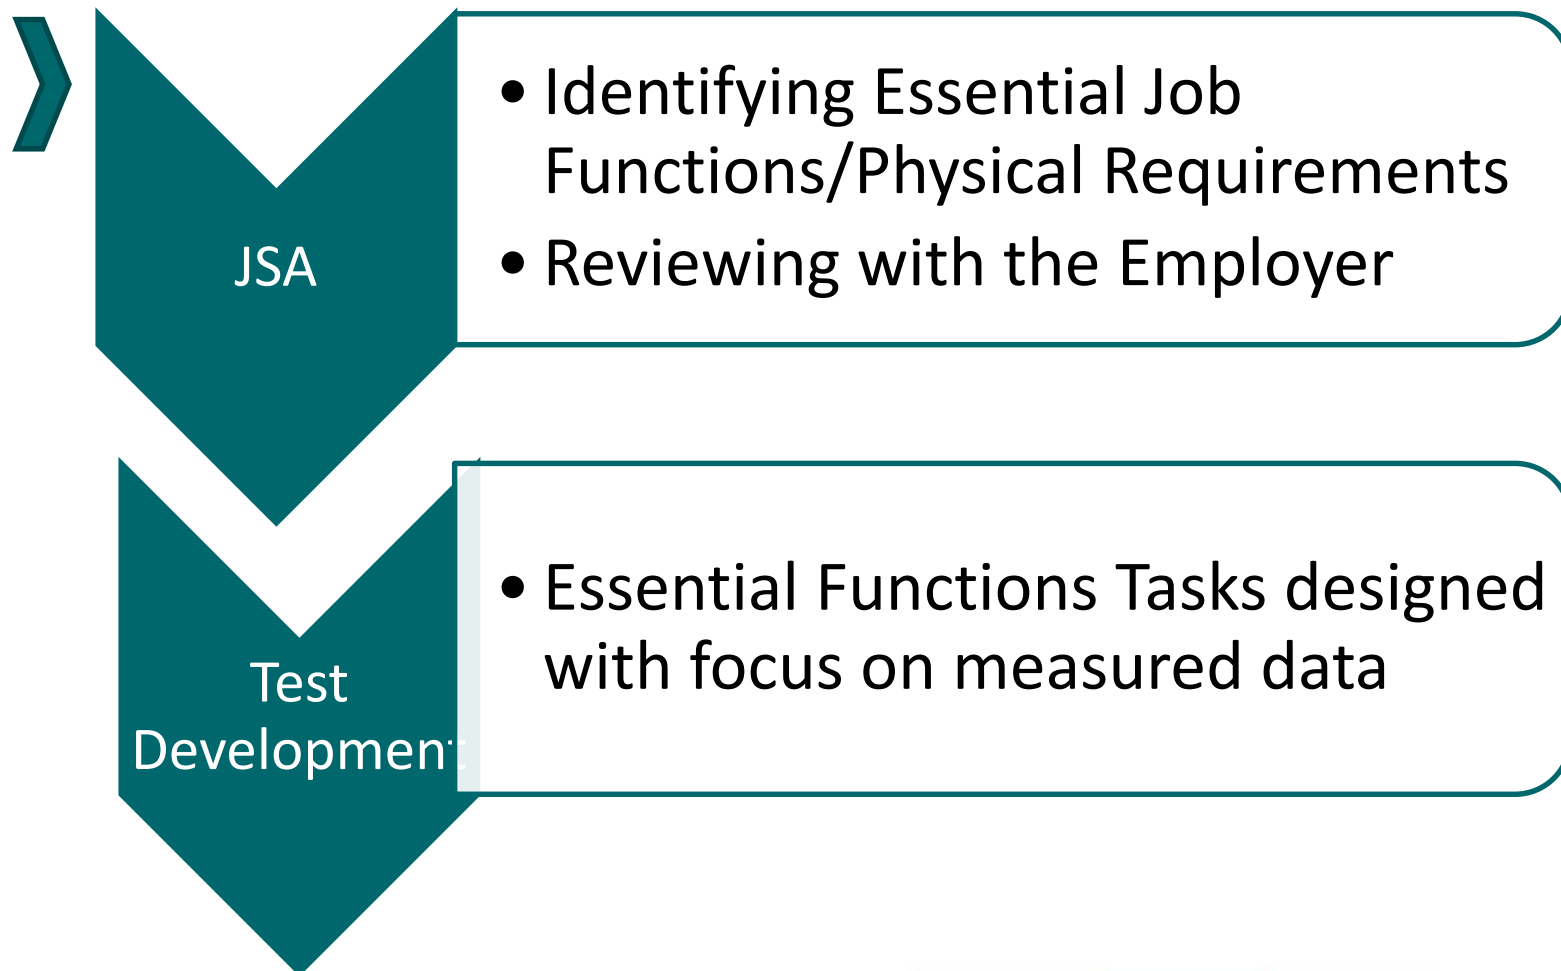 JSA
• Identifying Essential Job
Functions/Physical Requirements
• Reviewing with the Employer
Test
Development
• Essential Functions Tasks designed
with focus on measured data